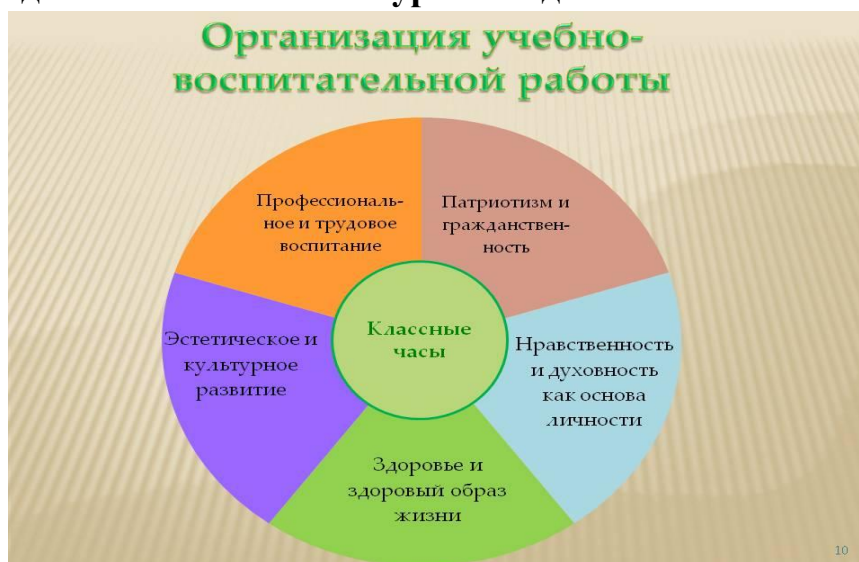 Организация учебно-
воспитательной работы
Профессиональ-
ное и трудовое
воспитание
Патриотизм и
гражданствен-
ность
Классные
часы
Эстетическое и
культурное
развитие
Нравственность
и духовность
как основа
личности
Здоровье и
здоровый образ
жизни
10